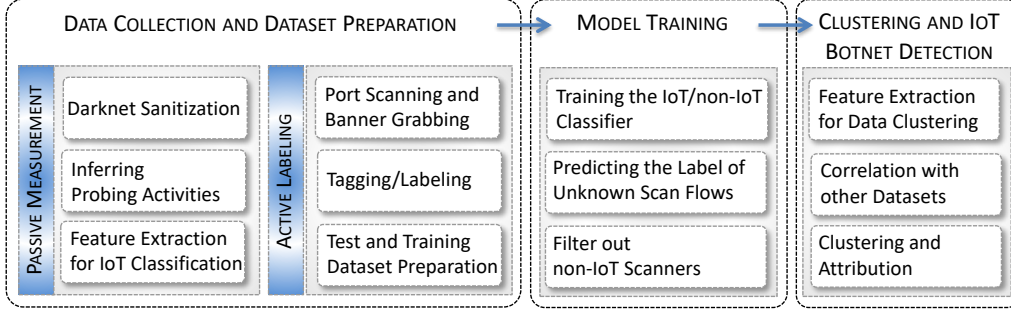 DATA COLLECTION AND DATASET PREPARATION
PASSIVE MEASUREMENT
Darknet Sanitization
Inferring
Probing Activities
Feature Extraction
for IoT Classification
ACTIVE LABELING
Port Scanning and
Banner Grabbing
Tagging/Labeling
Test and Training
Dataset Preparation
MODEL TRAINING
Training the IoT/non-IoT
Classifier
Predicting the Label of
Unknown Scan Flows
Filter out
non-IoT Scanners
CLUSTERING AND IOT
BOTNET DETECTION
Feature Extraction
for Data Clustering
Correlation with
other Datasets
Clustering and
Attribution